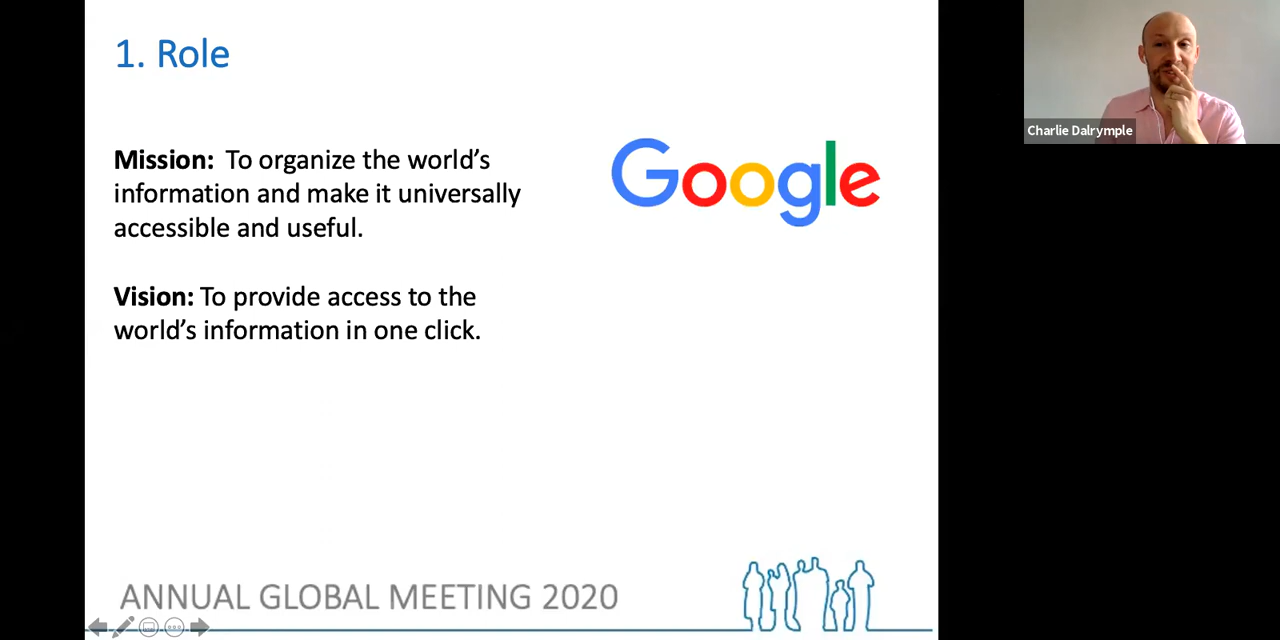 1. Role
Mission: To organize the world's
information and make it universally
accessible and useful.
Vision: To provide access to the
world's information in one click.
Google
ANNUAL GLOBAL MEETING 2020
Charlie Dalrymple